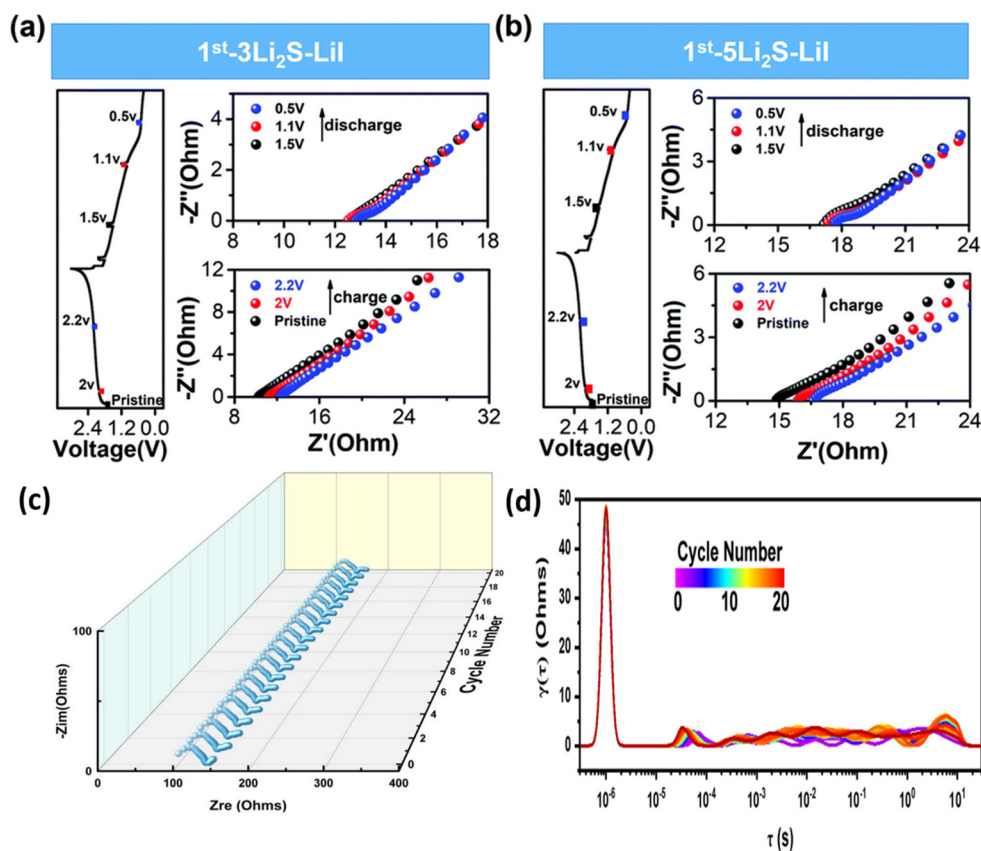 (a)
1st-3Li₂S-LiI
0.5v
1.1v
1.5v
2.2v
2v
Pristine
2.4 1.2 0.0
Voltage(V)
4
2
0
-Z"(Ohm)
0.5V
1.1V
1.5V
discharge
8 10 12 14 16 18
12
8
4
0
-Z"(Ohm)
2.2V
2V
Pristine
charge
8 16 24 32
Z'(Ohm)
(b)
1st-5Li₂S-LiI
0.5v
1.1v
1.5v
2.2v
2v
Pristine
2.4 1.2 0.0
Voltage(V)
6
3
0
-Z"(Ohm)
0.5V
1.1V
1.5V
discharge
12 15 18 21 24
6
4
2
0
-Z"(Ohm)
2.2V
2V
Pristine
charge
12 15 18 21 24
Z'(Ohm)
(c)
100
0
-Zim(Ohms)
0 100 200 300 400
Zre (Ohms)
0
2
4
6
8
10
12
14
16
18
20
Cycle Number
(d)
50
40
30
20
10
0
γ(τ) (Ohms)
Cycle Number
0 10 20
10⁻⁶ 10⁻⁵ 10⁻⁴ 10⁻³ 10⁻² 10⁻¹ 10⁰ 10¹
τ (s)